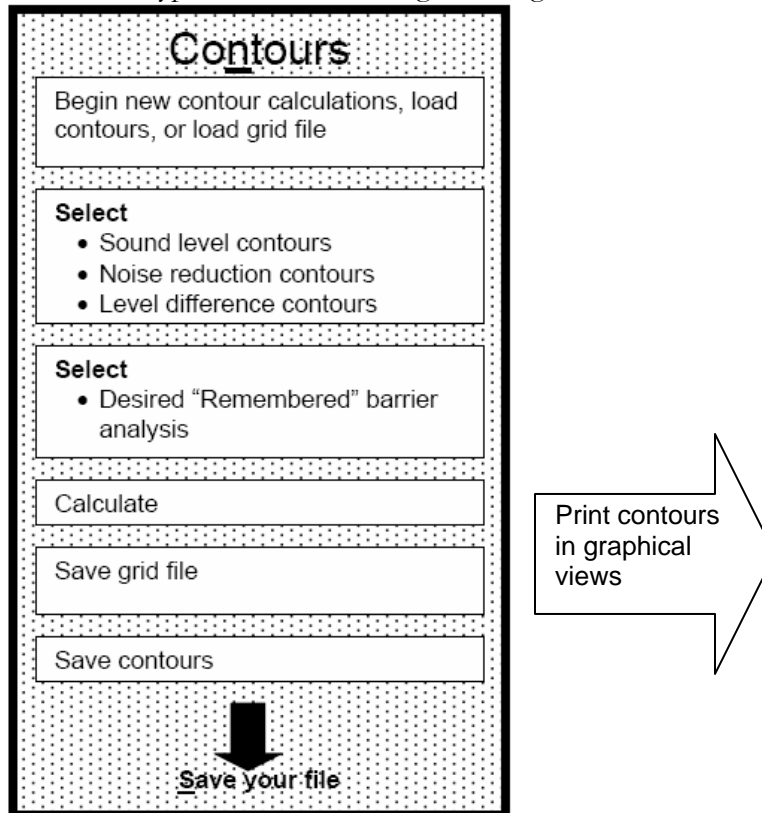 Contours
Begin new contour calculations, load
contours, or load grid file
Select
• Sound level contours
• Noise reduction contours
• Level difference contours
Select
• Desired “Remembered” barrier
analysis
Calculate
Save grid file
Save contours
Save your file
Print contours
in graphical
views